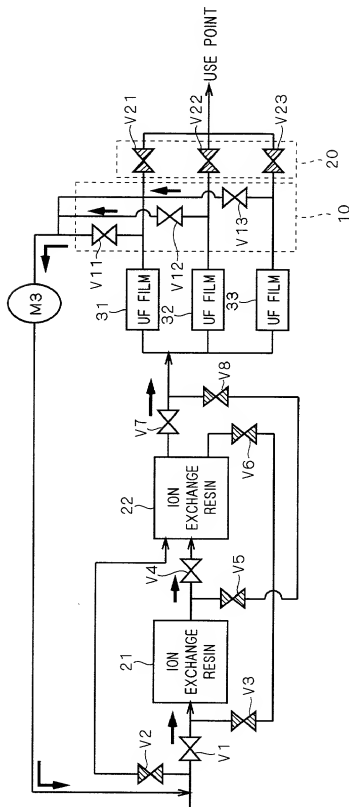 M3
V11
V12
V13
10
V21
V22
V23
20
USE POINT
31
UF FILM
32
UF FILM
33
UF FILM
V7
V8
V6
22
ION
EXCHANGE
RESIN
V4
V5
21
ION
EXCHANGE
RESIN
V2
V1
V3